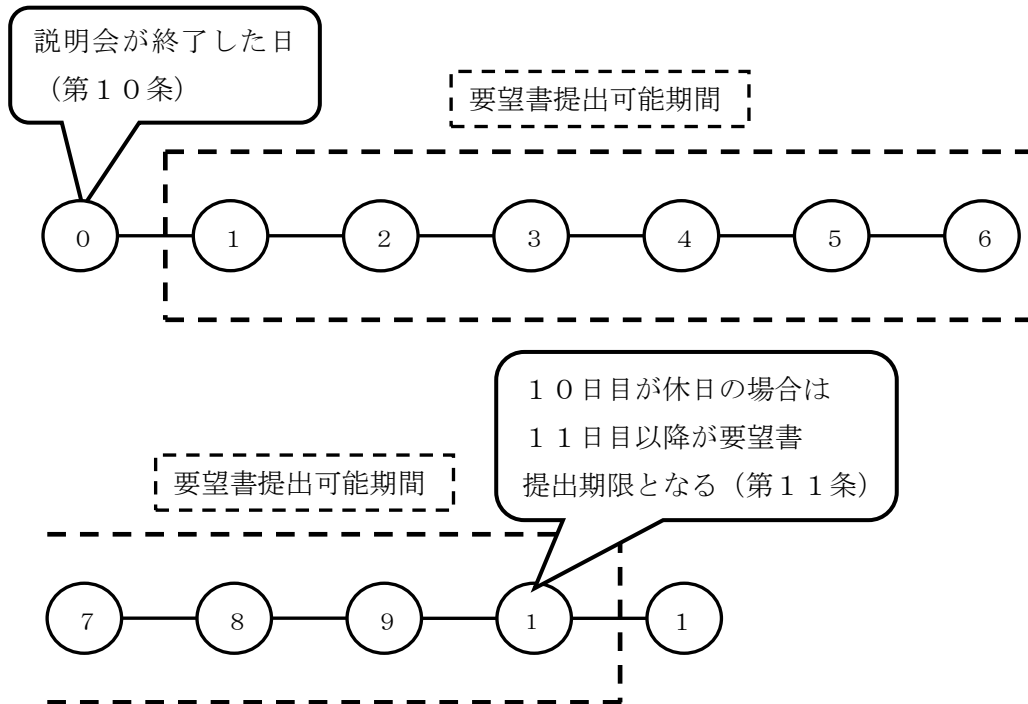 説明会が終了した日
（第１０条）
要望書提出可能期間
０
１
２
３
４
５
６
１０日目が休日の場合は
１１日目以降が要望書
提出期限となる（第１１条）
要望書提出可能期間
７
８
９
１
１